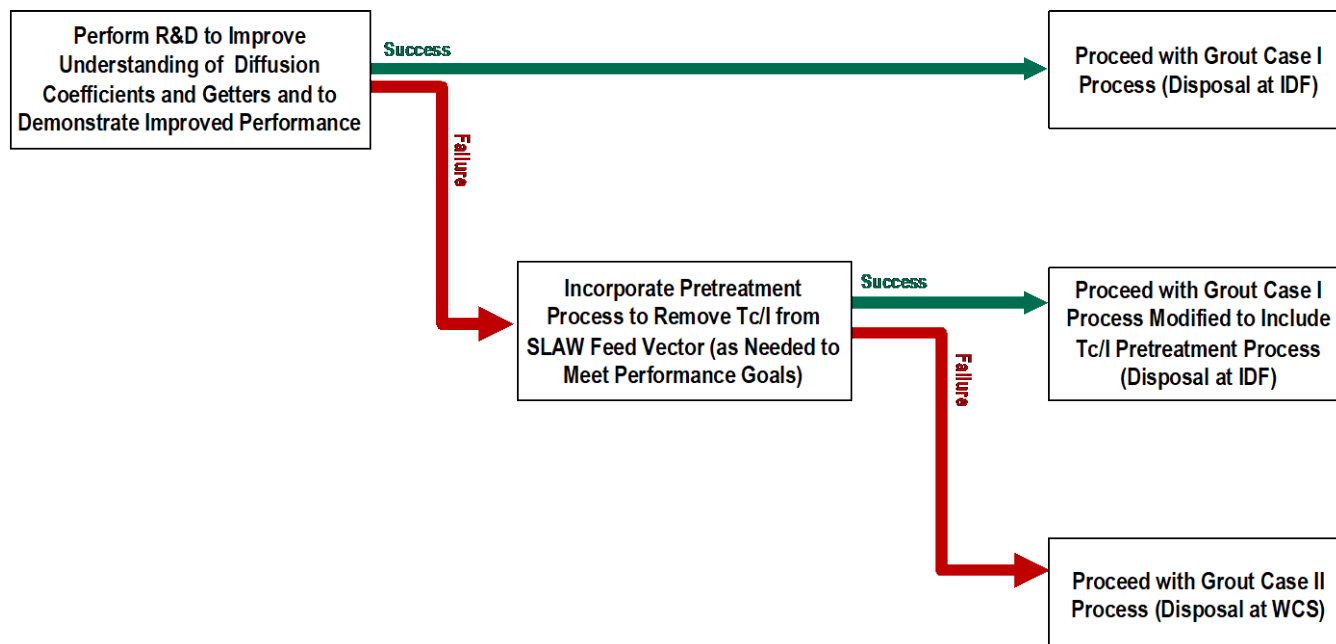 Perform R&D to Improve
Understanding of Diffusion
Coefficients and Getters and to
Demonstrate Improved Performance
Success
Proceed with Grout Case I
Process (Disposal at IDF)
Failure
Incorporate Pretreatment
Process to Remove Tc/I from
SLAW Feed Vector (as Needed to
Meet Performance Goals)
Success
Proceed with Grout Case I
Process Modified to Include
Tc/I Pretreatment Process
(Disposal at IDF)
Failure
Proceed with Grout Case II
Process (Disposal at WCS)